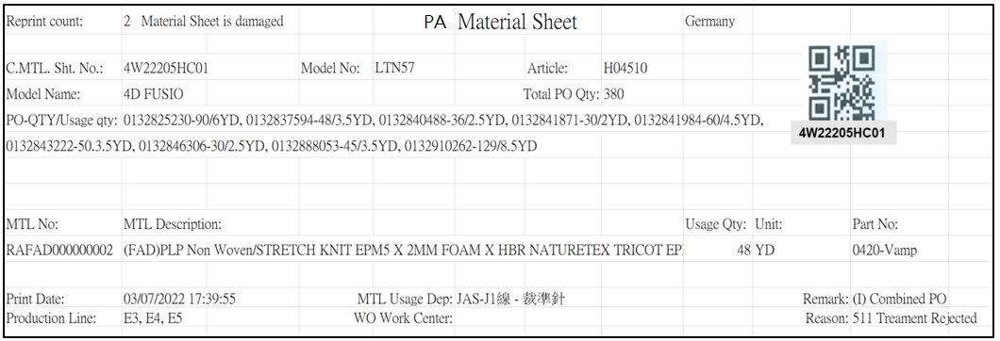 Reprint count: 2 Material Sheet is damaged PA Material Sheet Germany
C.MTL. Sht. No.: 4W22205HC01 Model No: LTN57 Article: H04510
Model Name: 4D FUSIO Total PO Qty: 380
PO-QTY/Usage qty: 0132825230-90/6YD, 0132837594-48/3.5YD, 0132840488-36/2.5YD, 0132841871-30/2YD, 0132841984-60/4.5YD,
4W22205HC01
0132843222-50.3.5YD, 0132846306-30/2.5YD, 0132888053-45/3.5YD, 0132910262-129/8.5YD
MTL No: MTL Description: Usage Qty: Unit: Part No:
RAFAD000000002 (FAD)PLP Non Woven/STRETCH KNIT EPM5 X 2MM FOAM X HBR NATURETEX TRICOT EP 48 YD 0420-Vamp
Print Date: 03/07/2022 17:39:55 MTL Usage Dep: JAS-J1線 - 裁準針 Remark: (I) Combined PO
Production Line: E3, E4, E5 WO Work Center: Reason: 511 Treament Rejected